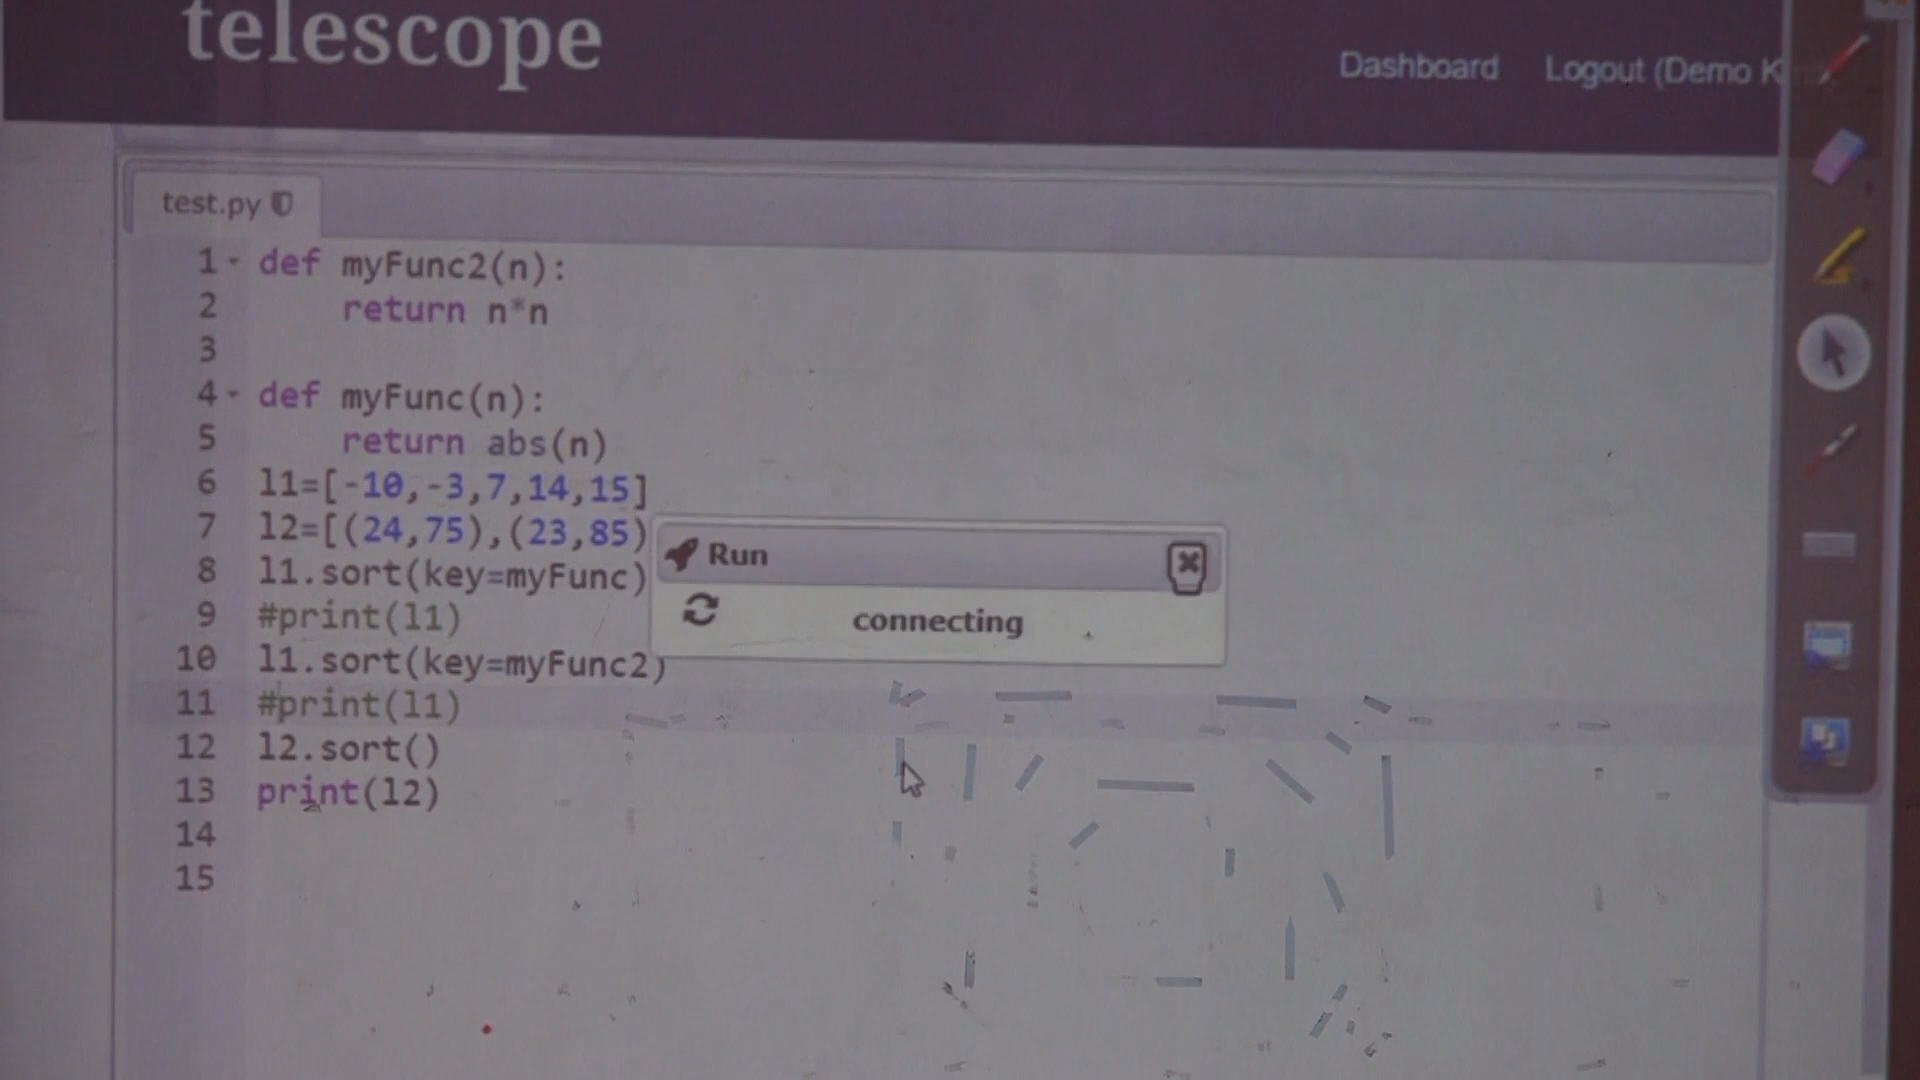 telescope
Dashboard Logout (Demo
test.py
1 def myFunc2(n):
2 return n*n
3
4 def myFunc(n):
5 return abs(n)
6 l1=[-10,-3,7,14,15]
7 l2=[(24,75),(23,85)
8 l1.sort(key=myFunc)
9 #print(l1)
10 l1.sort(key=myFunc2)
11 #print(l1)
12 l2.sort()
13 print(l2)
14
15
Run
connecting